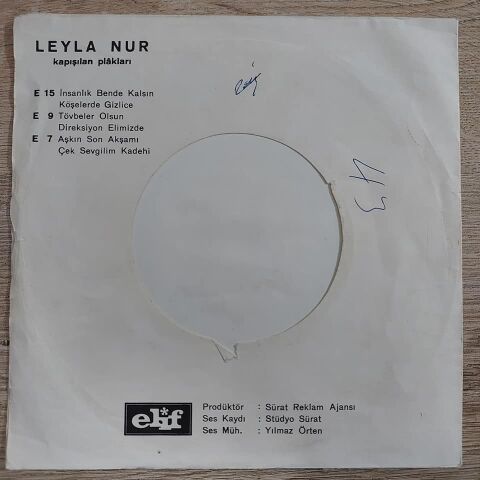 LEYLA NUR
kapışılan plâkları
E 15 İnsanlık Bende Kalsın
Köşelerde Gizlice
E 9 Tövbeler Olsun
Direksiyon Elimizde
E 7 Aşkın Son Akşamı
Çek Sevgilim Kadehi
43
elif
Prodüktör : Sürat Reklam Ajansı
Ses Kaydı : Stüdyo Sürat
Ses Müh. : Yılmaz Örten